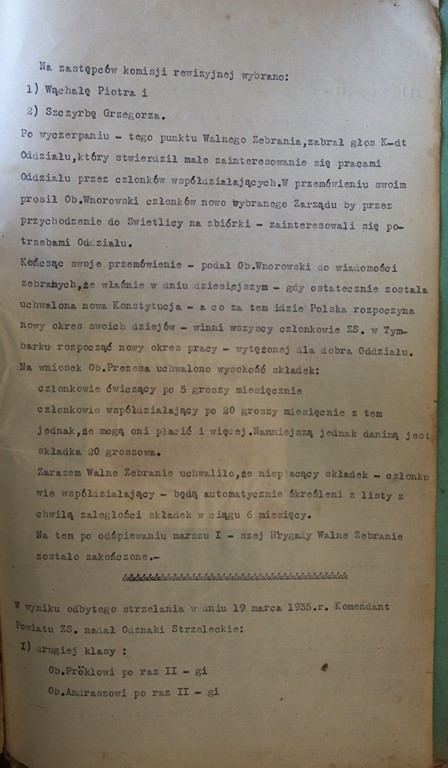 Na zastępców komisji rewizyjnej wybrano:
1) Wąchałę Piotra i
2) Szczyrbę Grzegorza.
Po wyczerpaniu - tego punktu Walnego Zebrania,zabrał głos K-dt
Oddziału,który stwierdził małe zainteresowanie się pracami
Oddziału przez członków współdziałających.W przemówieniu swoim
prosił Ob.Wnorowski członków nowo wybranego Zarządu by przez
przychodzenie do Swietlicy na zbiórki - zainteresowali się po-
trzebami Oddziału.
Kończąc swoje przemówienie - podał Ob.Wnorowski do wiadomości
zebranych,że właśnie w dniu dzisiejszym - gdy ostatecznie została
uchwalona nowa Konstytucja - a co za tem idzie Polska rozpoczyna
nowy okres swoich dziejów - winni wszyscy członkowie ZS. w Tym-
barku rozpocząć nowy okres pracy - wytężonej dla dobra Oddziału.
Na wniosek Ob.Prezesa uchwalono wysokość składek:
członkowie ćwiczący po 5 groszy miesięcznie
członkowie współdziałający po 20 groszy miesięcznie z tem
jednak,że mogą oni płacić i więcej.Namniejszą jednak daniną jest
składka 20 groszowa.
Zarazem Walne Zebranie uchwaliło,że niepłacący składek - członko
wie współdziałający - będą automatycznie skreśleni z listy z
chwilą zaległości składek w ciągu 6 miesięcy.
Na tem po odśpiewaniu marszu I - szej Brygady Walne Zebranie
zostało zakończone.-
W wyniku odbytego strzelania w dniu 19 marca 1935.r. Komendant
Powiatu ZS. nadał Odznaki Strzeleckie:
I) drugiej klasy :
Ob.Pröklowi po raz II - gi
Ob.Andrassowi po raz II - gi